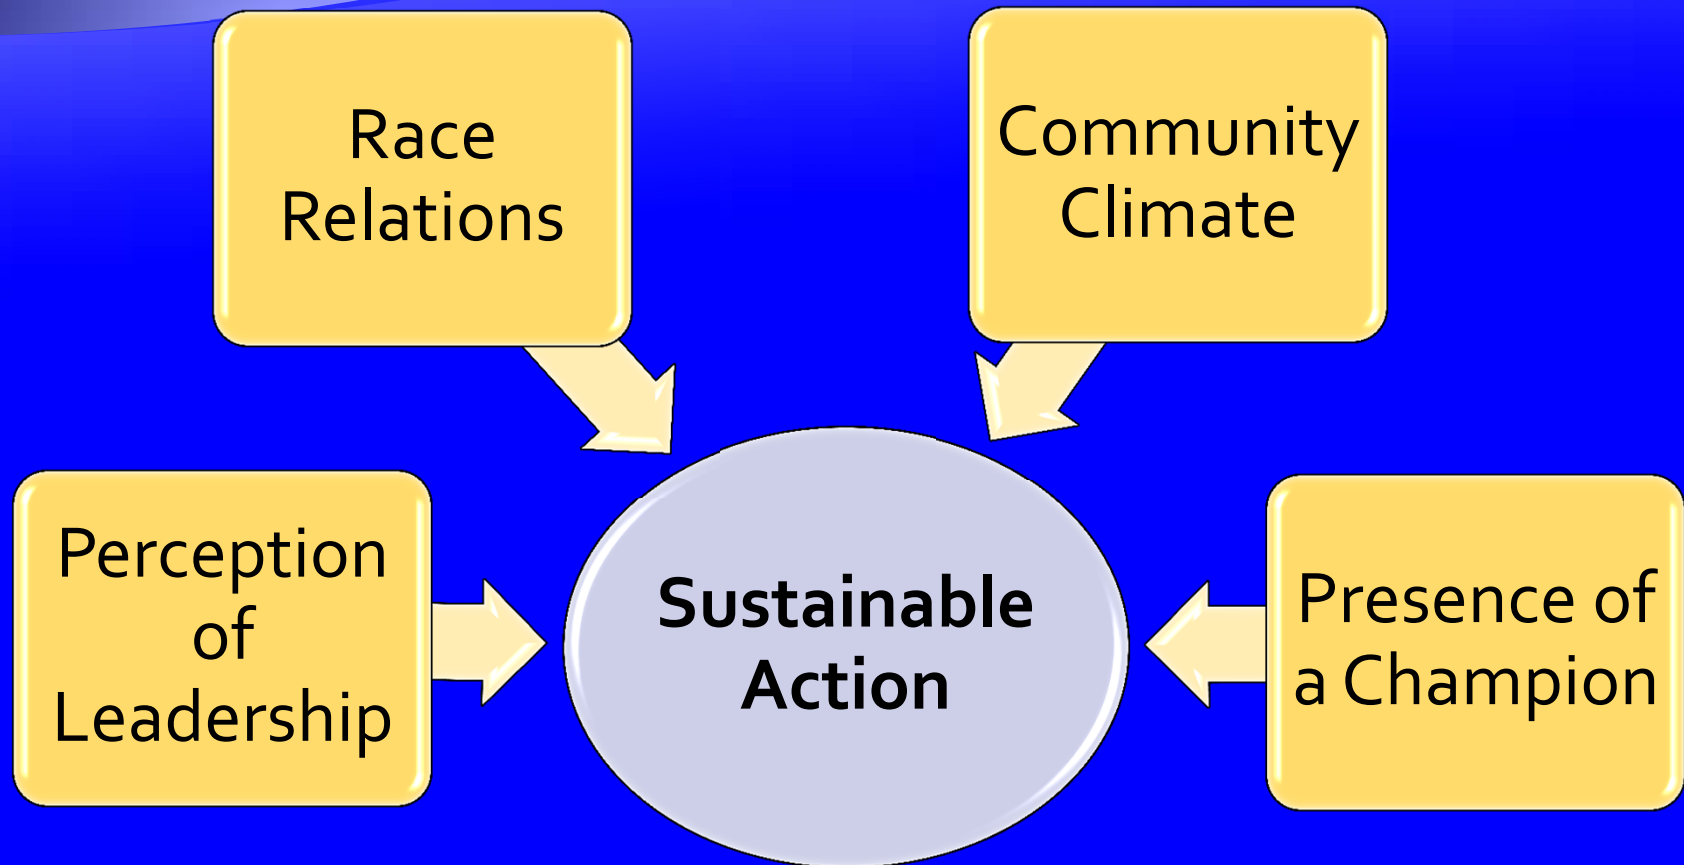 Race
Relations
Community
Climate
Perception
of
Leadership
Sustainable
Action
Presence of
a Champion